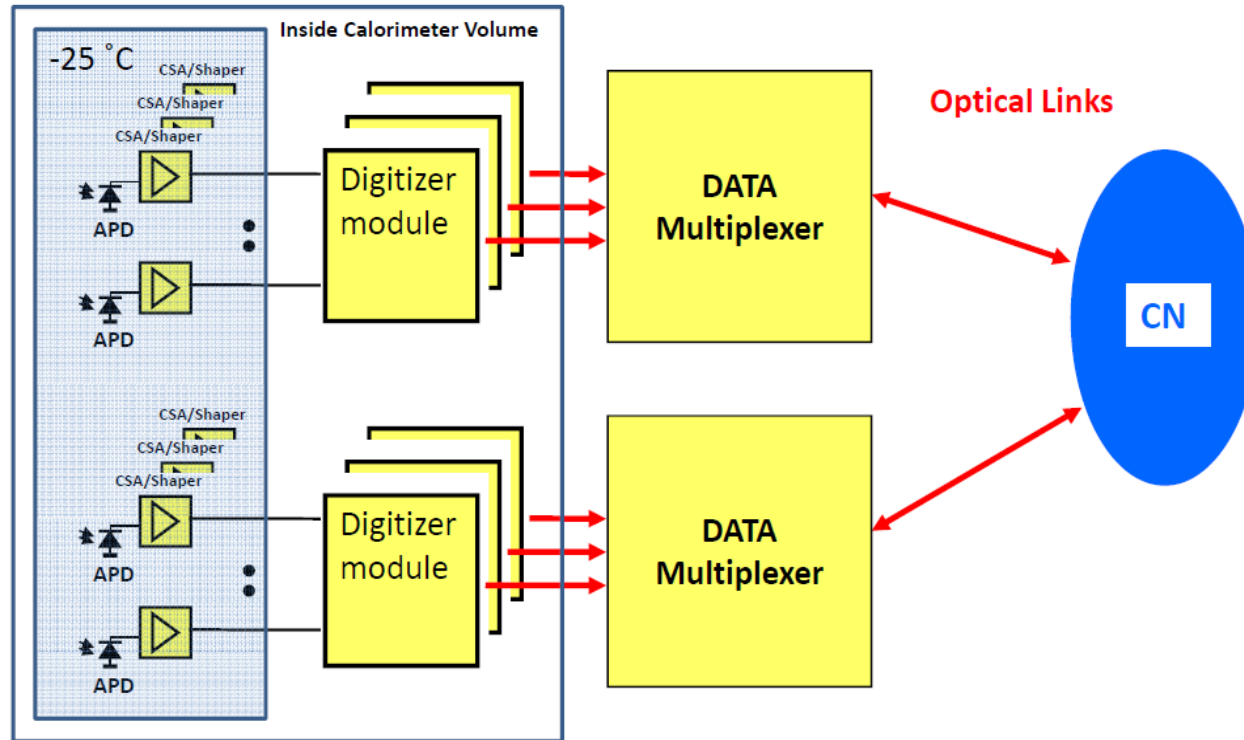 Inside Calorimeter Volume
-25 °C
CSA/Shaper
CSA/Shaper
CSA/Shaper
APD
APD
Digitizer
module
DATA
Multiplexer
Optical Links
CN
CSA/Shaper
CSA/Shaper
CSA/Shaper
APD
APD
Digitizer
module
DATA
Multiplexer